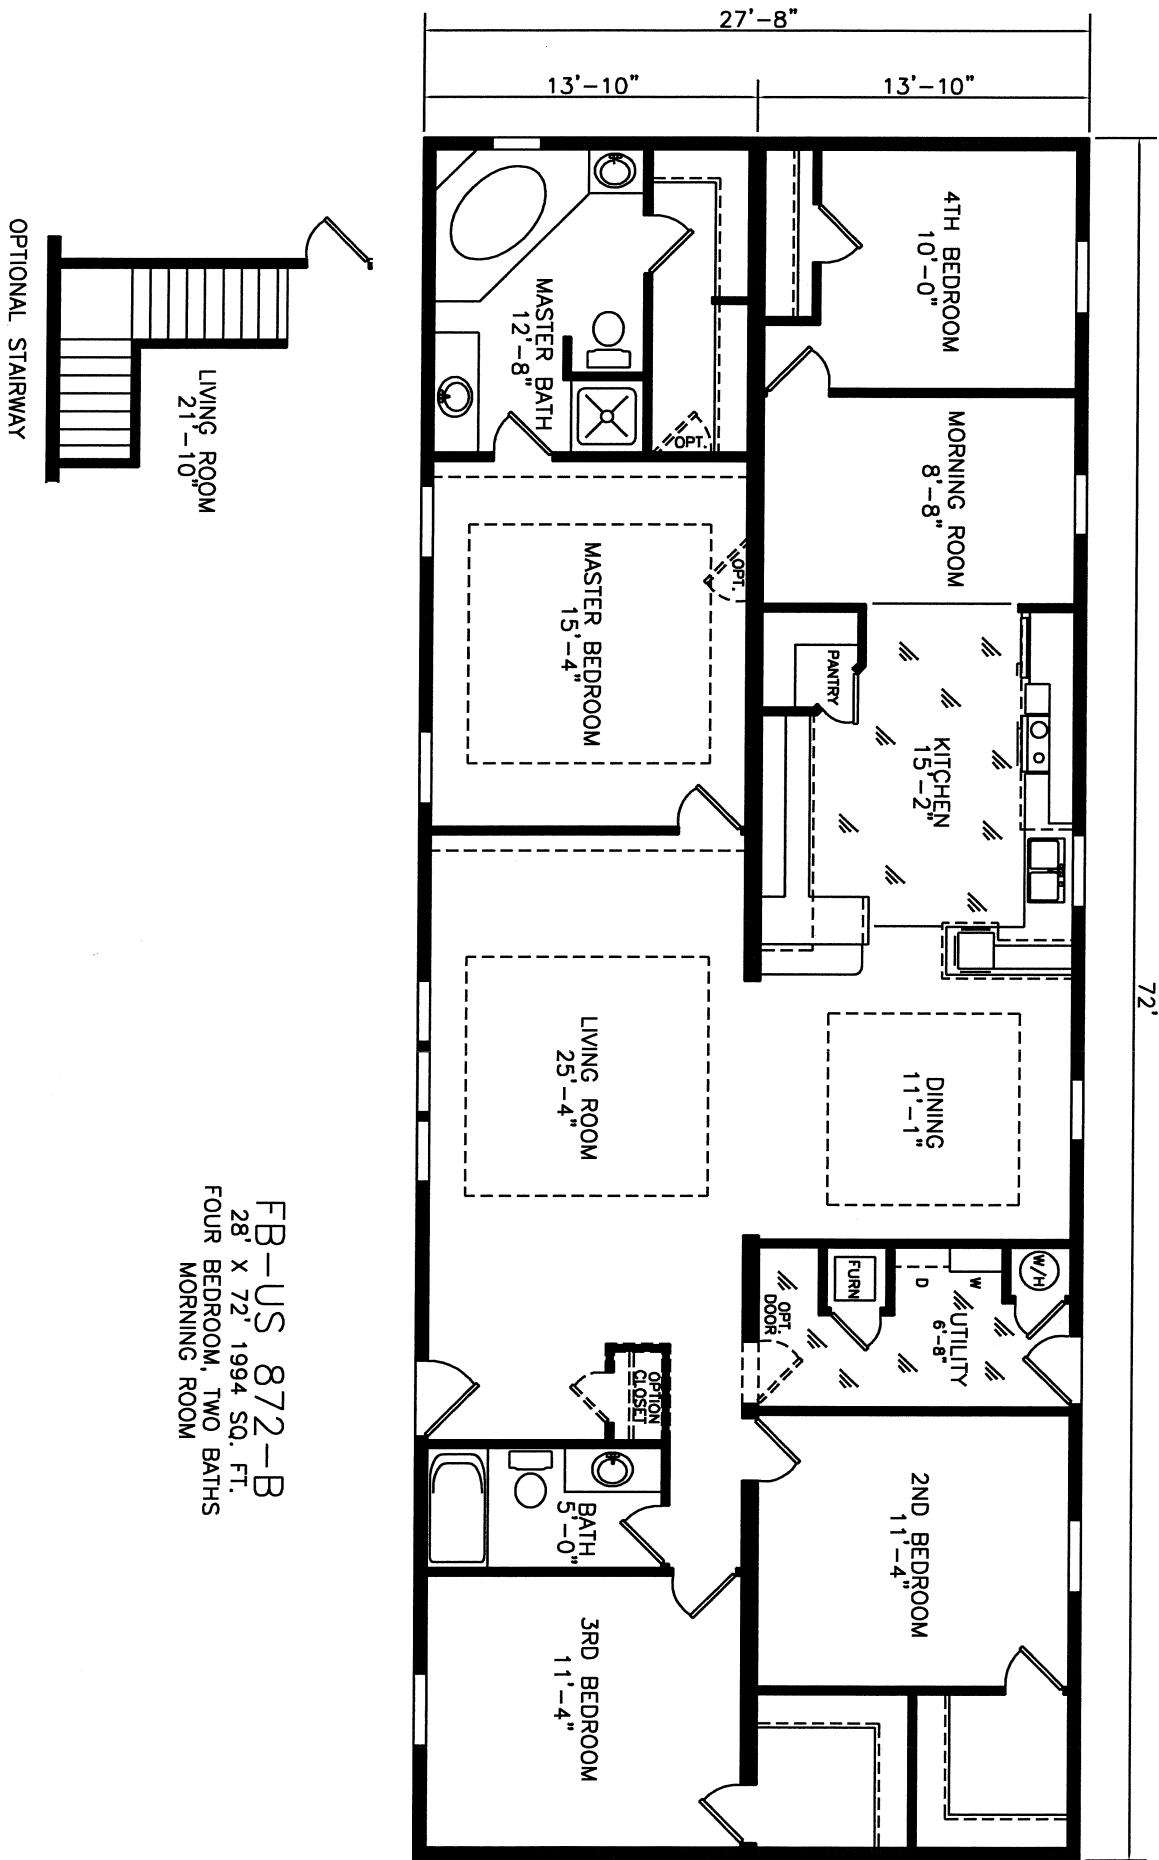 27'-8"
13'-10"
13'-10"
72'
4TH BEDROOM
10'-0"
MORNING ROOM
8'-8"
PANTRY
KITCHEN
15'-2"
DINING
11'-1"
W/H
FURN
D
W
UTILITY
6'-8"
OPT.
DOOR
2ND BEDROOM
11'-4"
MASTER BATH
12'-8"
OPT.
MASTER BEDROOM
15'-4"
OPT.
LIVING ROOM
25'-4"
OPTION
CLOSET
BATH
5'-0"
3RD BEDROOM
11'-4"
LIVING ROOM
21'-10"
OPTIONAL STAIRWAY
FB-US 872-B
28' X 72' 1994 SQ. FT.
FOUR BEDROOM, TWO BATHS
MORNING ROOM